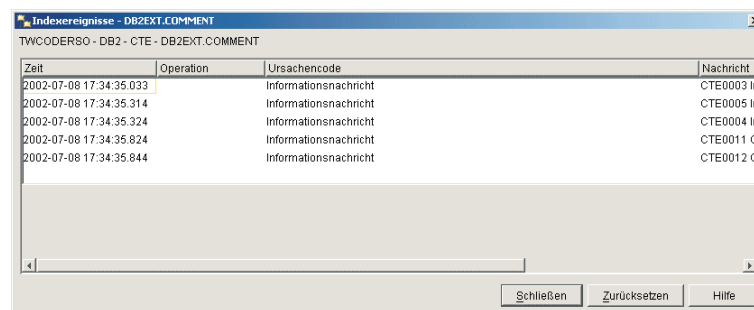 Indexereignisse - DB2EXT.COMMENT
TWCODERSO - DB2 - CTE - DB2EXT.COMMENT
Zeit Operation Ursachencode Nachricht
2002-07-08 17:34:35.033 Informationsnachricht CTE0003
2002-07-08 17:34:35.314 Informationsnachricht CTE0005
2002-07-08 17:34:35.324 Informationsnachricht CTE0004
2002-07-08 17:34:35.824 Informationsnachricht CTE0011
2002-07-08 17:34:35.844 Informationsnachricht CTE0012
Schließen Zurücksetzen Hilfe